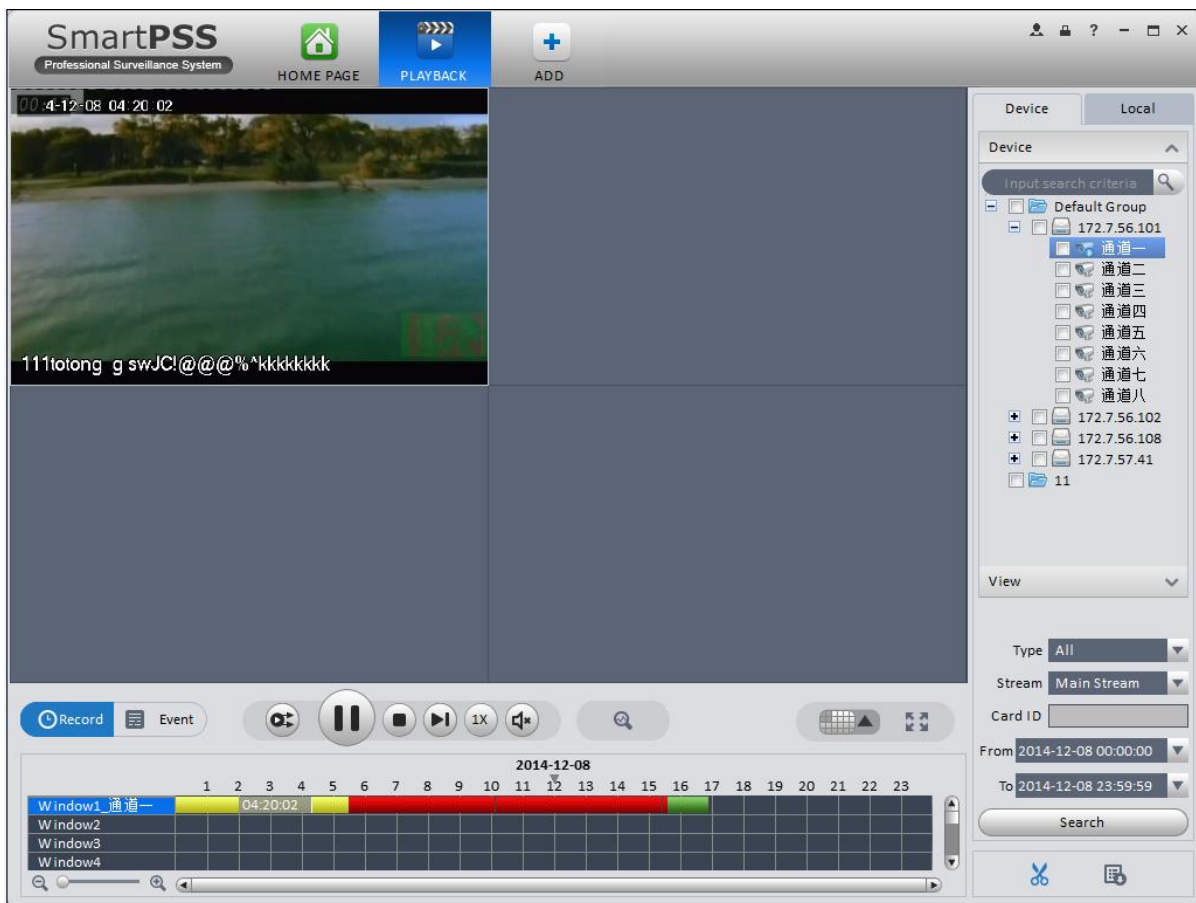 SmartPSS
Professional Surveillance System
HOME PAGE
PLAYBACK
ADD
?
4-12-08 04:20:02
111totong g swJC!@@@%^kkkkkkkk
Device
Local
Device
Input search criteria
Default Group
172.7.56.101
通道一
通道二
通道三
通道四
通道五
通道六
通道七
通道八
172.7.56.102
172.7.56.108
172.7.57.41
11
View
Type All
Stream Main Stream
Card ID
From 2014-12-08 00:00:00
To 2014-12-08 23:59:59
Search
Record
Event
1X
2014-12-08
1 2 3 4 5 6 7 8 9 10 11 12 13 14 15 16 17 18 19 20 21 22 23
Window1_通道一 04:20:02
Window2
Window3
Window4